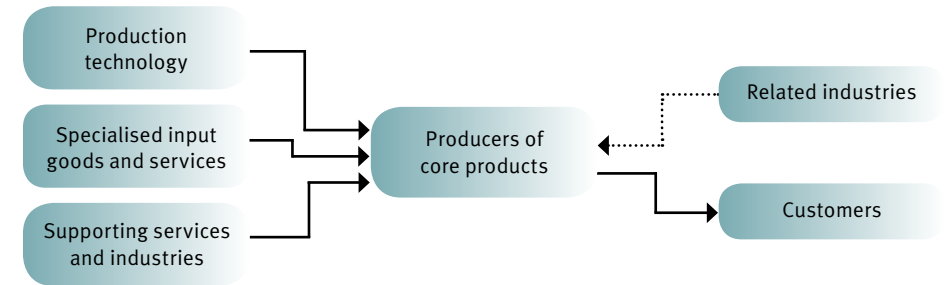 Production
technology
Specialised input
goods and services
Supporting services
and industries
Producers of
core products
Related industries
Customers